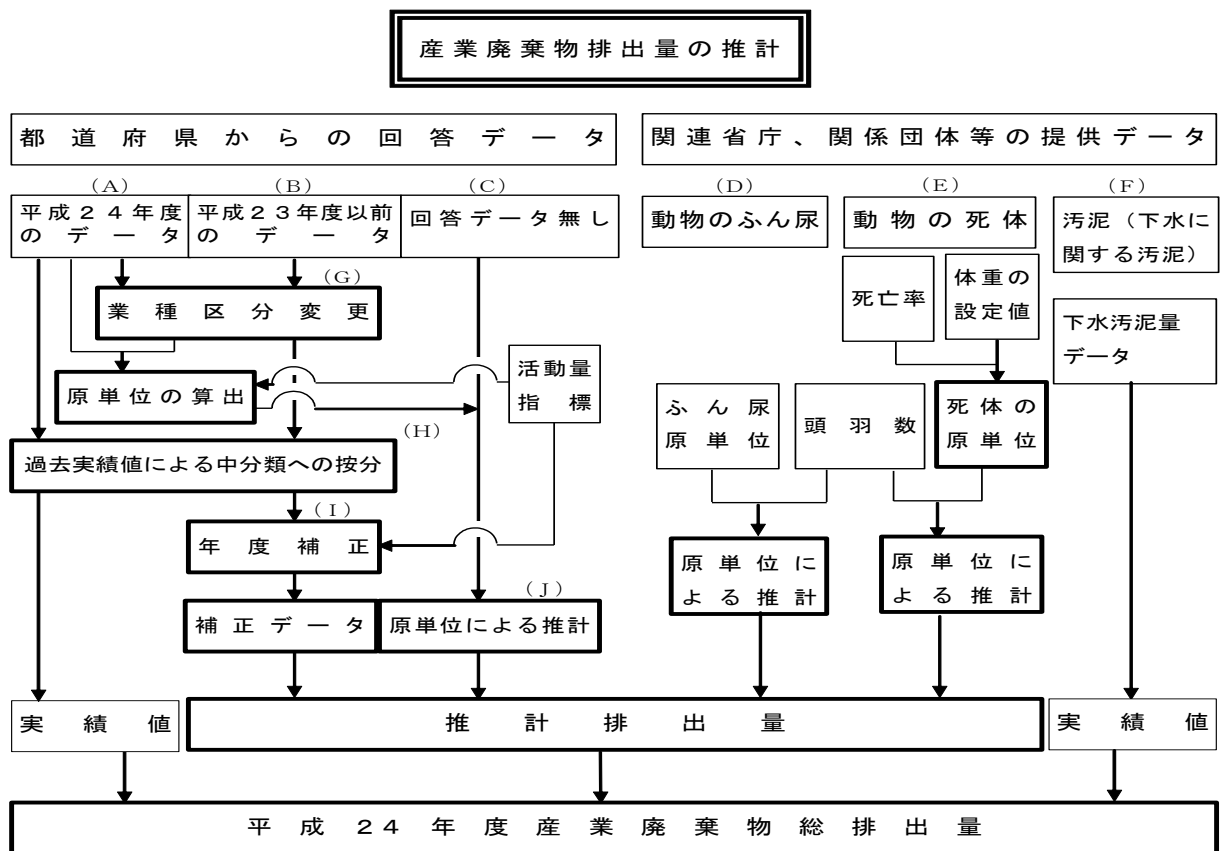 産業廃棄物排出量の推計
都道府県からの回答データ
関連省庁、関係団体等の提供データ
(A)
(B)
(C)
(D)
(E)
(F)
平成24年度
のデータ
平成23年度以前
のデータ
回答データ無し
動物のふん尿
動物の死体
汚泥（下水に
関する汚泥）
(G)
業種区分変更
死亡率
体重の
設定値
下水汚泥量
データ
原単位の算出
活動量
指標
ふん尿
原単位
頭羽数
死体の
原単位
(H)
過去実績値による中分類への按分
(I)
年度補正
原単位に
よる推計
原単位に
よる推計
(J)
補正データ
原単位による推計
実績値
推計排出量
実績値
平成24年度産業廃棄物総排出量